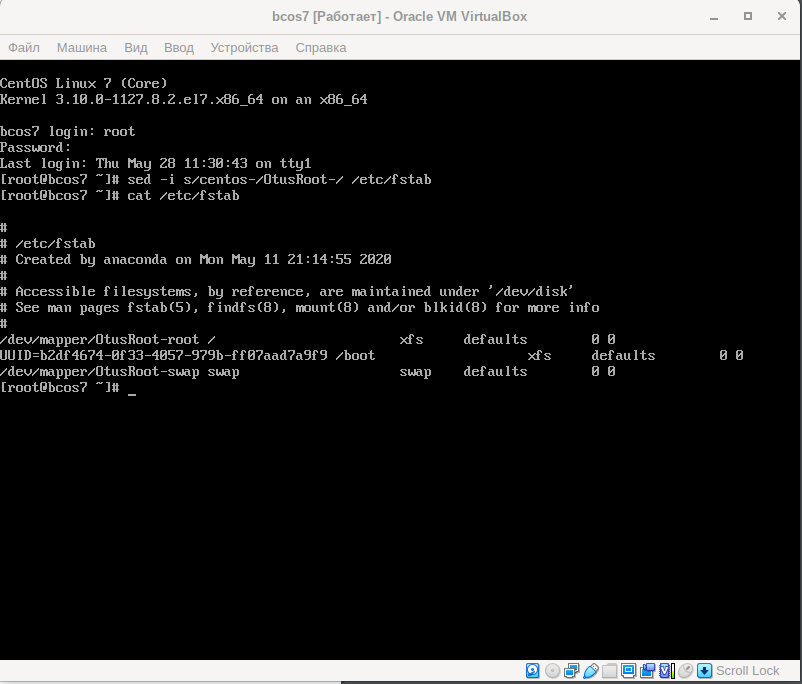 bcos7 [Работает] - Oracle VM VirtualBox
Файл Машина Вид Ввод Устройства Справка
CentOS Linux 7 (Core)
Kernel 3.10.0-1127.8.2.el7.x86_64 on an x86_64
bcos7 login: root
Password:
Last login: Thu May 28 11:30:43 on tty1
[root@bcos7 ~]# sed -i s/centos-/OtusRoot-/ /etc/fstab
[root@bcos7 ~]# cat /etc/fstab
#
# /etc/fstab
# Created by anaconda on Mon May 11 21:14:55 2020
#
# Accessible filesystems, by reference, are maintained under '/dev/disk'
# See man pages fstab(5), findfs(8), mount(8) and/or blkid(8) for more info
#
/dev/mapper/OtusRoot-root / xfs defaults 0 0
UUID=b2df4674-0f33-4057-979b-ff07aad7a9f9 /boot xfs defaults 0 0
/dev/mapper/OtusRoot-swap swap swap defaults 0 0
[root@bcos7 ~]# _
Scroll Lock